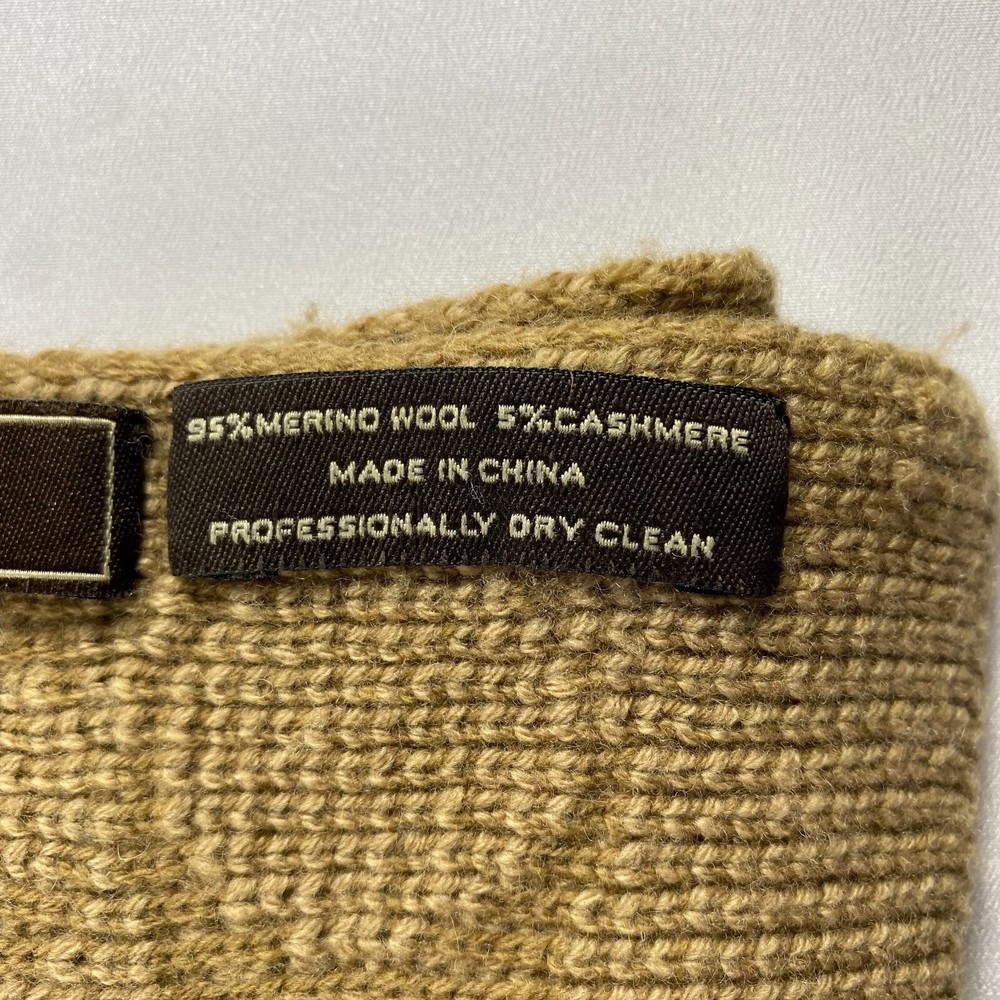 95%MERINO WOOL 5%CASHMERE
MADE IN CHINA
PROFESSIONALLY DRY CLEAN